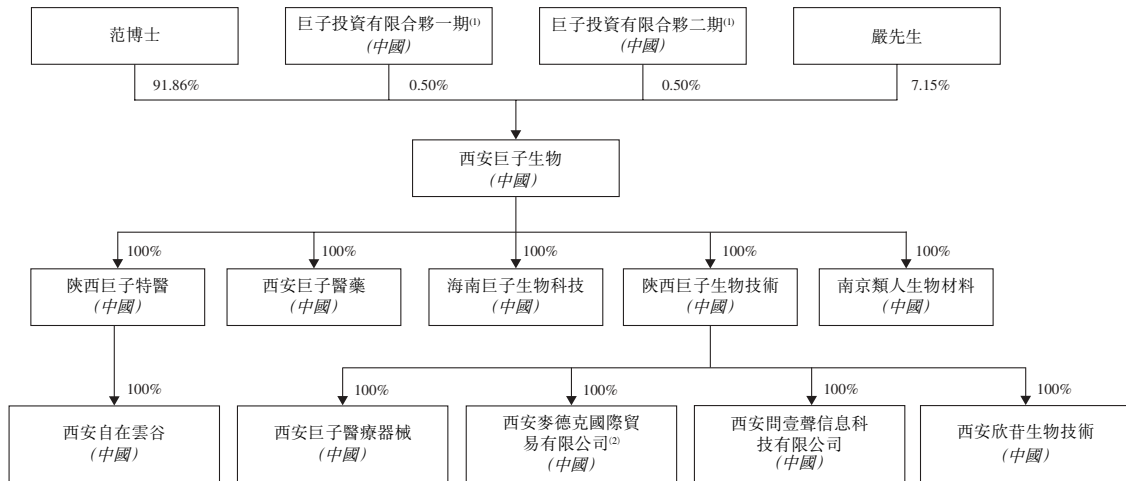 范博士
巨子投資有限合夥一期(1)
(中國)
巨子投資有限合夥二期(1)
(中國)
嚴先生
91.86%
0.50%
0.50%
7.15%
西安巨子生物
(中國)
100%
100%
100%
100%
100%
陝西巨子特醫
(中國)
西安巨子醫藥
(中國)
海南巨子生物科技
(中國)
陝西巨子生物技術
(中國)
南京類人生物材料
(中國)
100%
100%
100%
100%
100%
西安自在雲谷
(中國)
西安巨子醫療器械
(中國)
西安麥德克國際貿
易有限公司(2)
(中國)
西安問壹聲信息科
技有限公司
(中國)
西安欣苷生物技術
(中國)